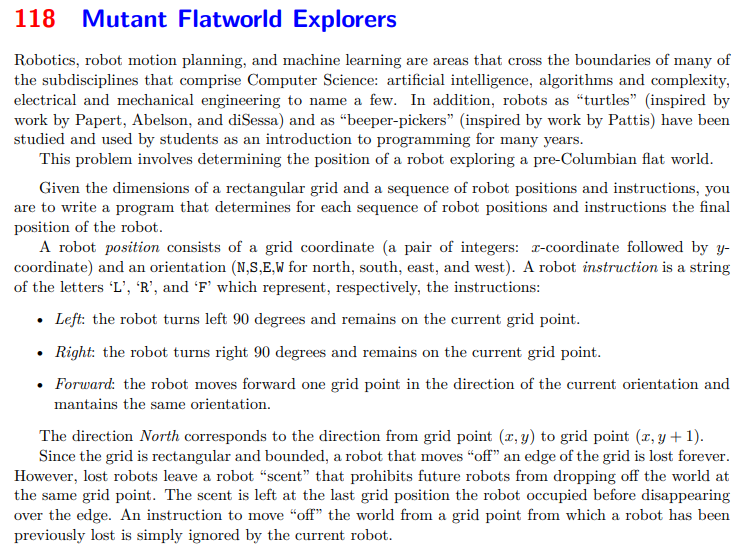 118 Mutant Flatworld Explorers
Robotics, robot motion planning, and machine learning are areas that cross the boundaries of many of
the subdisciplines that comprise Computer Science: artificial intelligence, algorithms and complexity,
electrical and mechanical engineering to name a few. In addition, robots as “turtles” (inspired by
work by Papert, Abelson, and diSessa) and as “beeper-pickers” (inspired by work by Pattis) have been
studied and used by students as an introduction to programming for many years.
This problem involves determining the position of a robot exploring a pre-Columbian flat world.
Given the dimensions of a rectangular grid and a sequence of robot positions and instructions, you
are to write a program that determines for each sequence of robot positions and instructions the final
position of the robot.
A robot position consists of a grid coordinate (a pair of integers: x-coordinate followed by y-
coordinate) and an orientation (N,S,E,W for north, south, east, and west). A robot instruction is a string
of the letters ‘L’, ‘R’, and ‘F’ which represent, respectively, the instructions:
• Left: the robot turns left 90 degrees and remains on the current grid point.
• Right: the robot turns right 90 degrees and remains on the current grid point.
• Forward: the robot moves forward one grid point in the direction of the current orientation and
mantains the same orientation.
The direction North corresponds to the direction from grid point (x, y) to grid point (x, y + 1).
Since the grid is rectangular and bounded, a robot that moves “off” an edge of the grid is lost forever.
However, lost robots leave a robot “scent” that prohibits future robots from dropping off the world at
the same grid point. The scent is left at the last grid position the robot occupied before disappearing
over the edge. An instruction to move “off” the world from a grid point from which a robot has been
previously lost is simply ignored by the current robot.